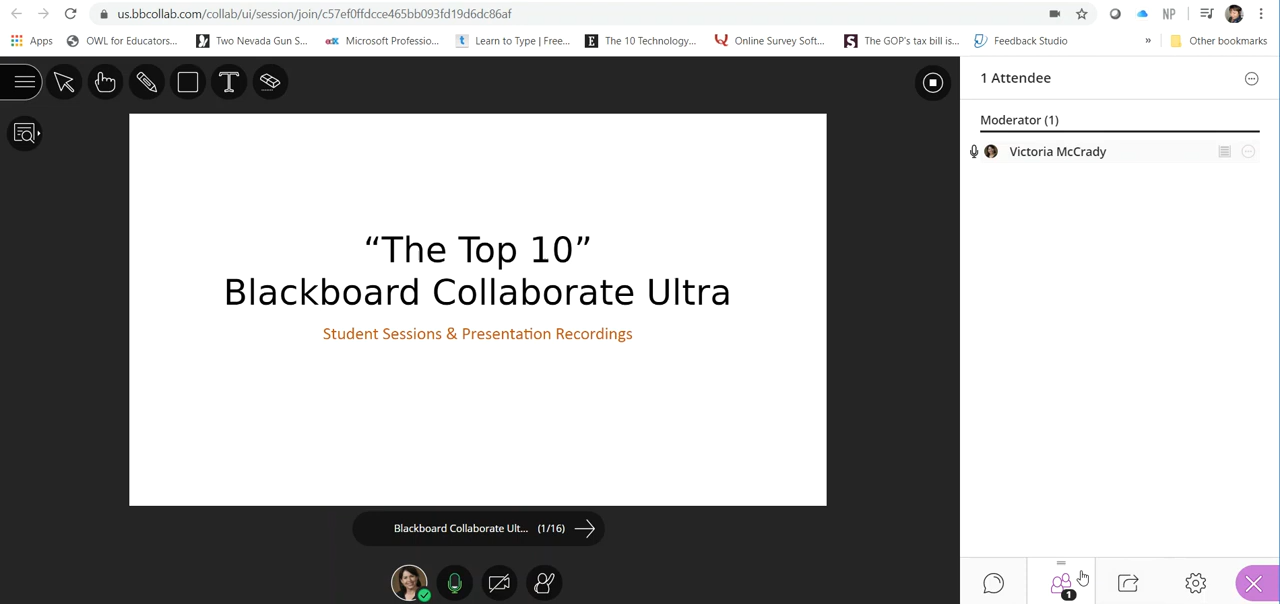 us.bbcollab.com/collab/ui/session/join/c57ef0ffdcce465bb093fd19d6dc86af
NP
Apps OWL for Educators... Two Nevada Gun S... Microsoft Professio... Learn to Type | Free... The 10 Technology... Online Survey Soft... The GOP's tax bill is... Feedback Studio » Other bookmarks
1 Attendee
Moderator (1)
Victoria McCrady
“The Top 10”
Blackboard Collaborate Ultra
Student Sessions & Presentation Recordings
Blackboard Collaborate Ult... (1/16)
1